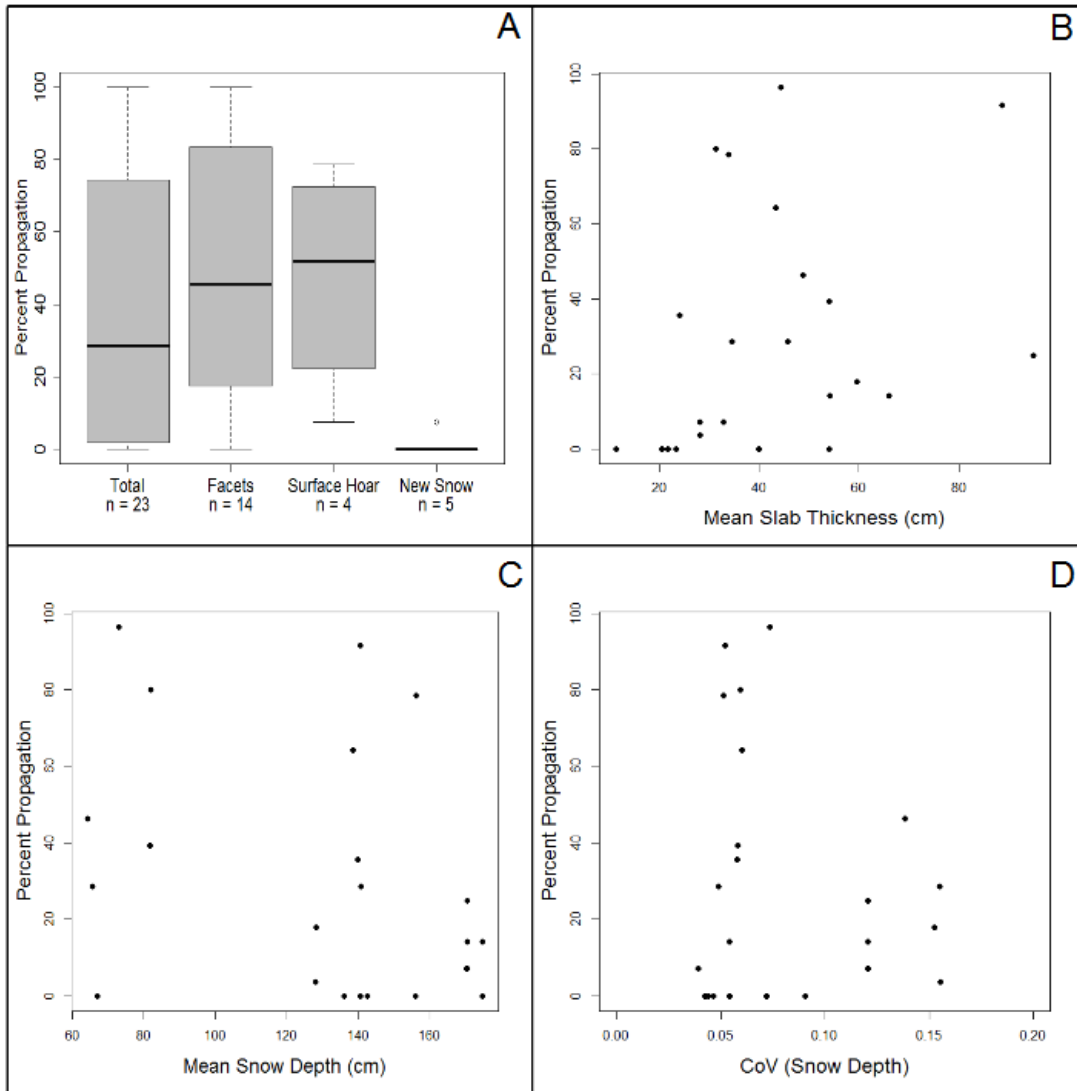 A
Percent Propagation
100
80
60
40
20
0
Total Facets Surface Hoar New Snow
n = 23 n = 14 n = 4 n = 5
B
Percent Propagation
100
80
60
40
20
0
20 40 60 80
Mean Slab Thickness (cm)
C
Percent Propagation
100
80
60
40
20
0
60 80 100 120 140 160
Mean Snow Depth (cm)
D
Percent Propagation
100
80
60
40
20
0
0.00 0.05 0.10 0.15 0.20
CoV (Snow Depth)